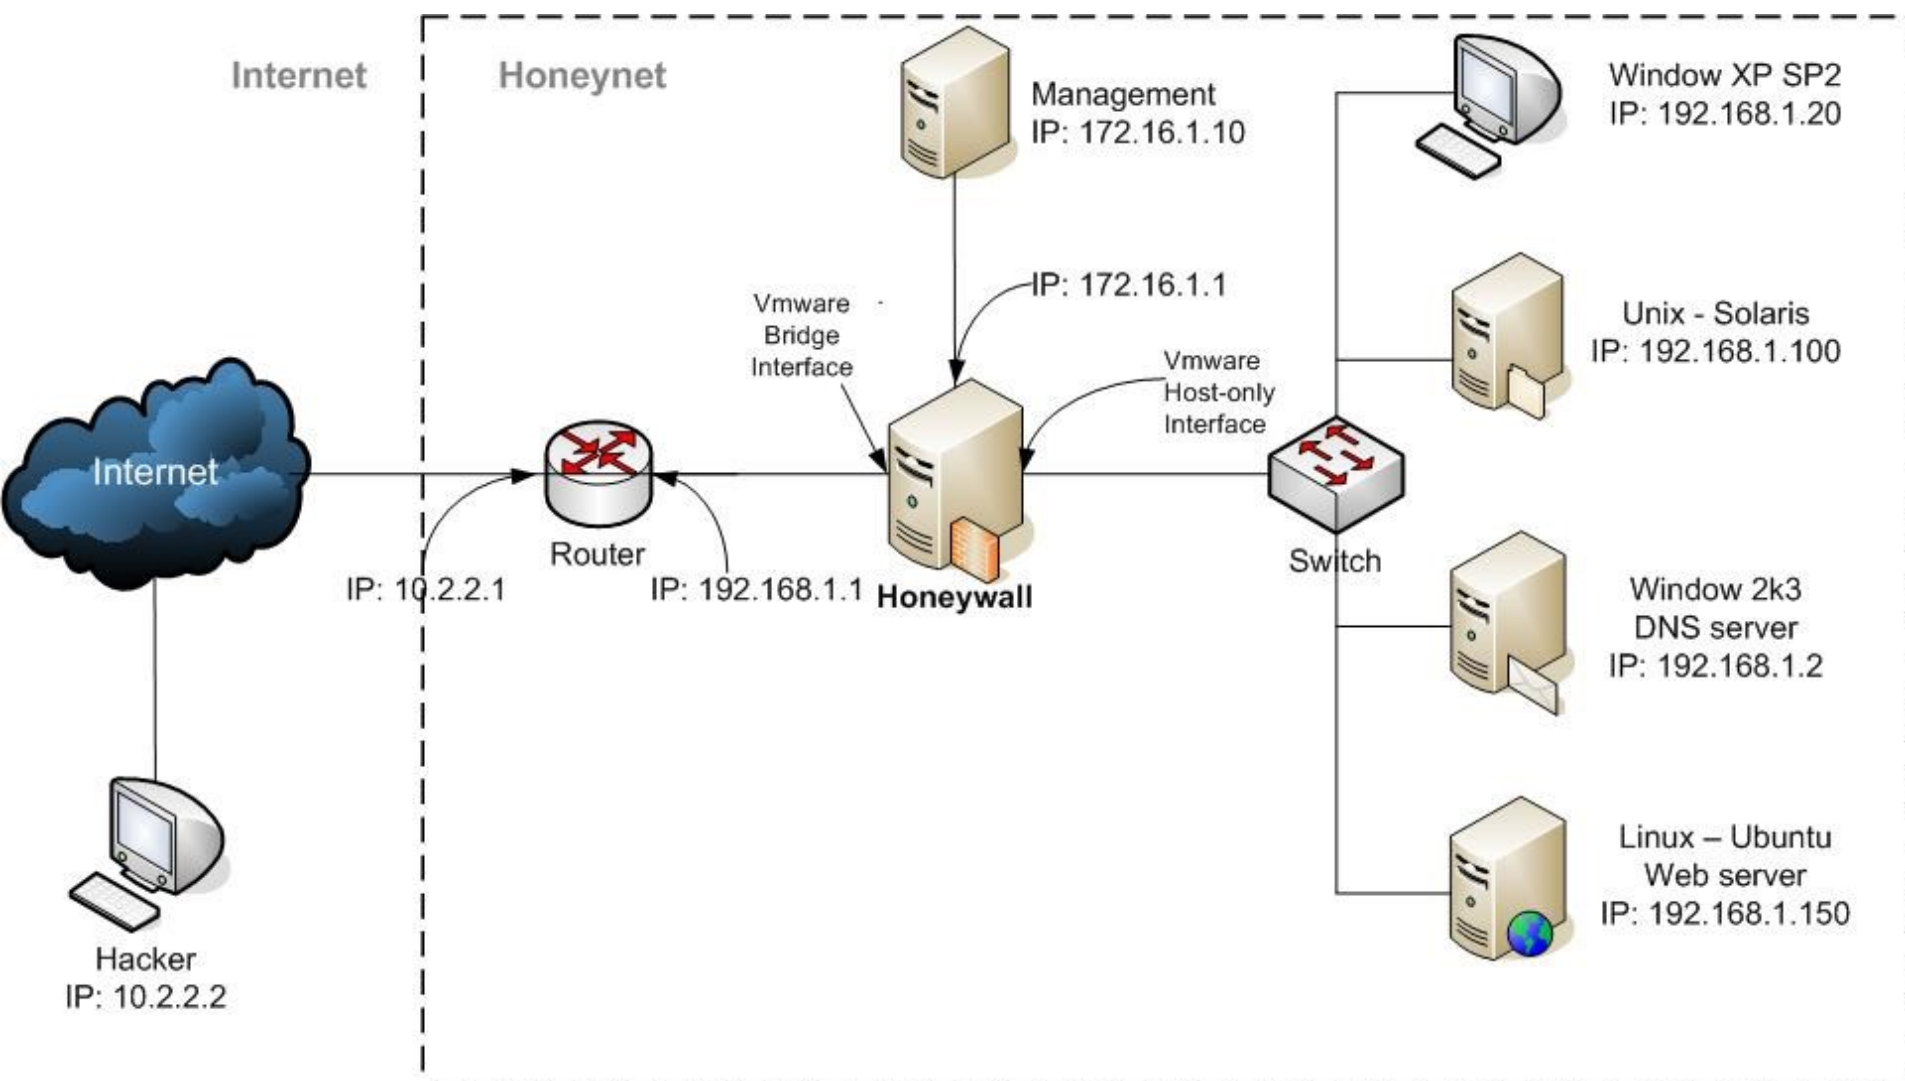 Internet
Honeynet
Management
IP: 172.16.1.10
Window XP SP2
IP: 192.168.1.20
IP: 172.16.1.1
Vmware
Bridge
Interface
Vmware
Host-only
Interface
Unix - Solaris
IP: 192.168.1.100
Internet
Router
IP: 10.2.2.1
IP: 192.168.1.1
Honeywall
Switch
Window 2k3
DNS server
IP: 192.168.1.2
Linux – Ubuntu
Web server
IP: 192.168.1.150
Hacker
IP: 10.2.2.2